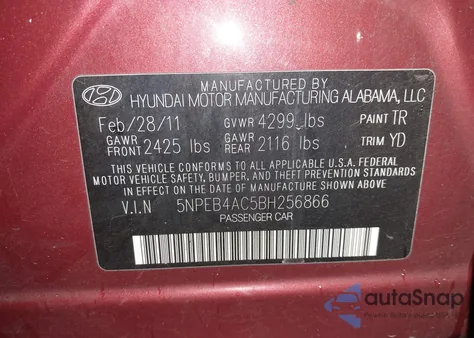 HYUNDAI MOTOR MANUFACTURING ALABAMA, LLC
Feb/28/11 GVWR 4299 lbs PAINT TR
GAWR FRONT 2425 lbs GAWR REAR 2116 lbs TRIM YD
THIS VEHICLE CONFORMS TO ALL APPLICABLE U.S.A. FEDERAL
MOTOR VEHICLE SAFETY, BUMPER, AND THEFT PREVENTION STANDARDS
IN EFFECT ON THE DATE OF MANUFACTURE SHOWN ABOVE.
V.I.N 5NPEB4AC5BH256866
PASSENGER CAR
autoSnap